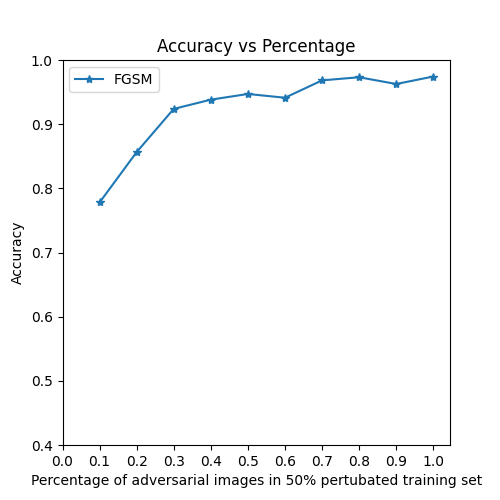 Accuracy vs Percentage
FGSM
1.0
0.9
0.8
0.7
0.6
0.5
0.4
Accuracy
0.0 0.1 0.2 0.3 0.4 0.5 0.6 0.7 0.8 0.9 1.0
Percentage of adversarial images in 50% pertubated training set